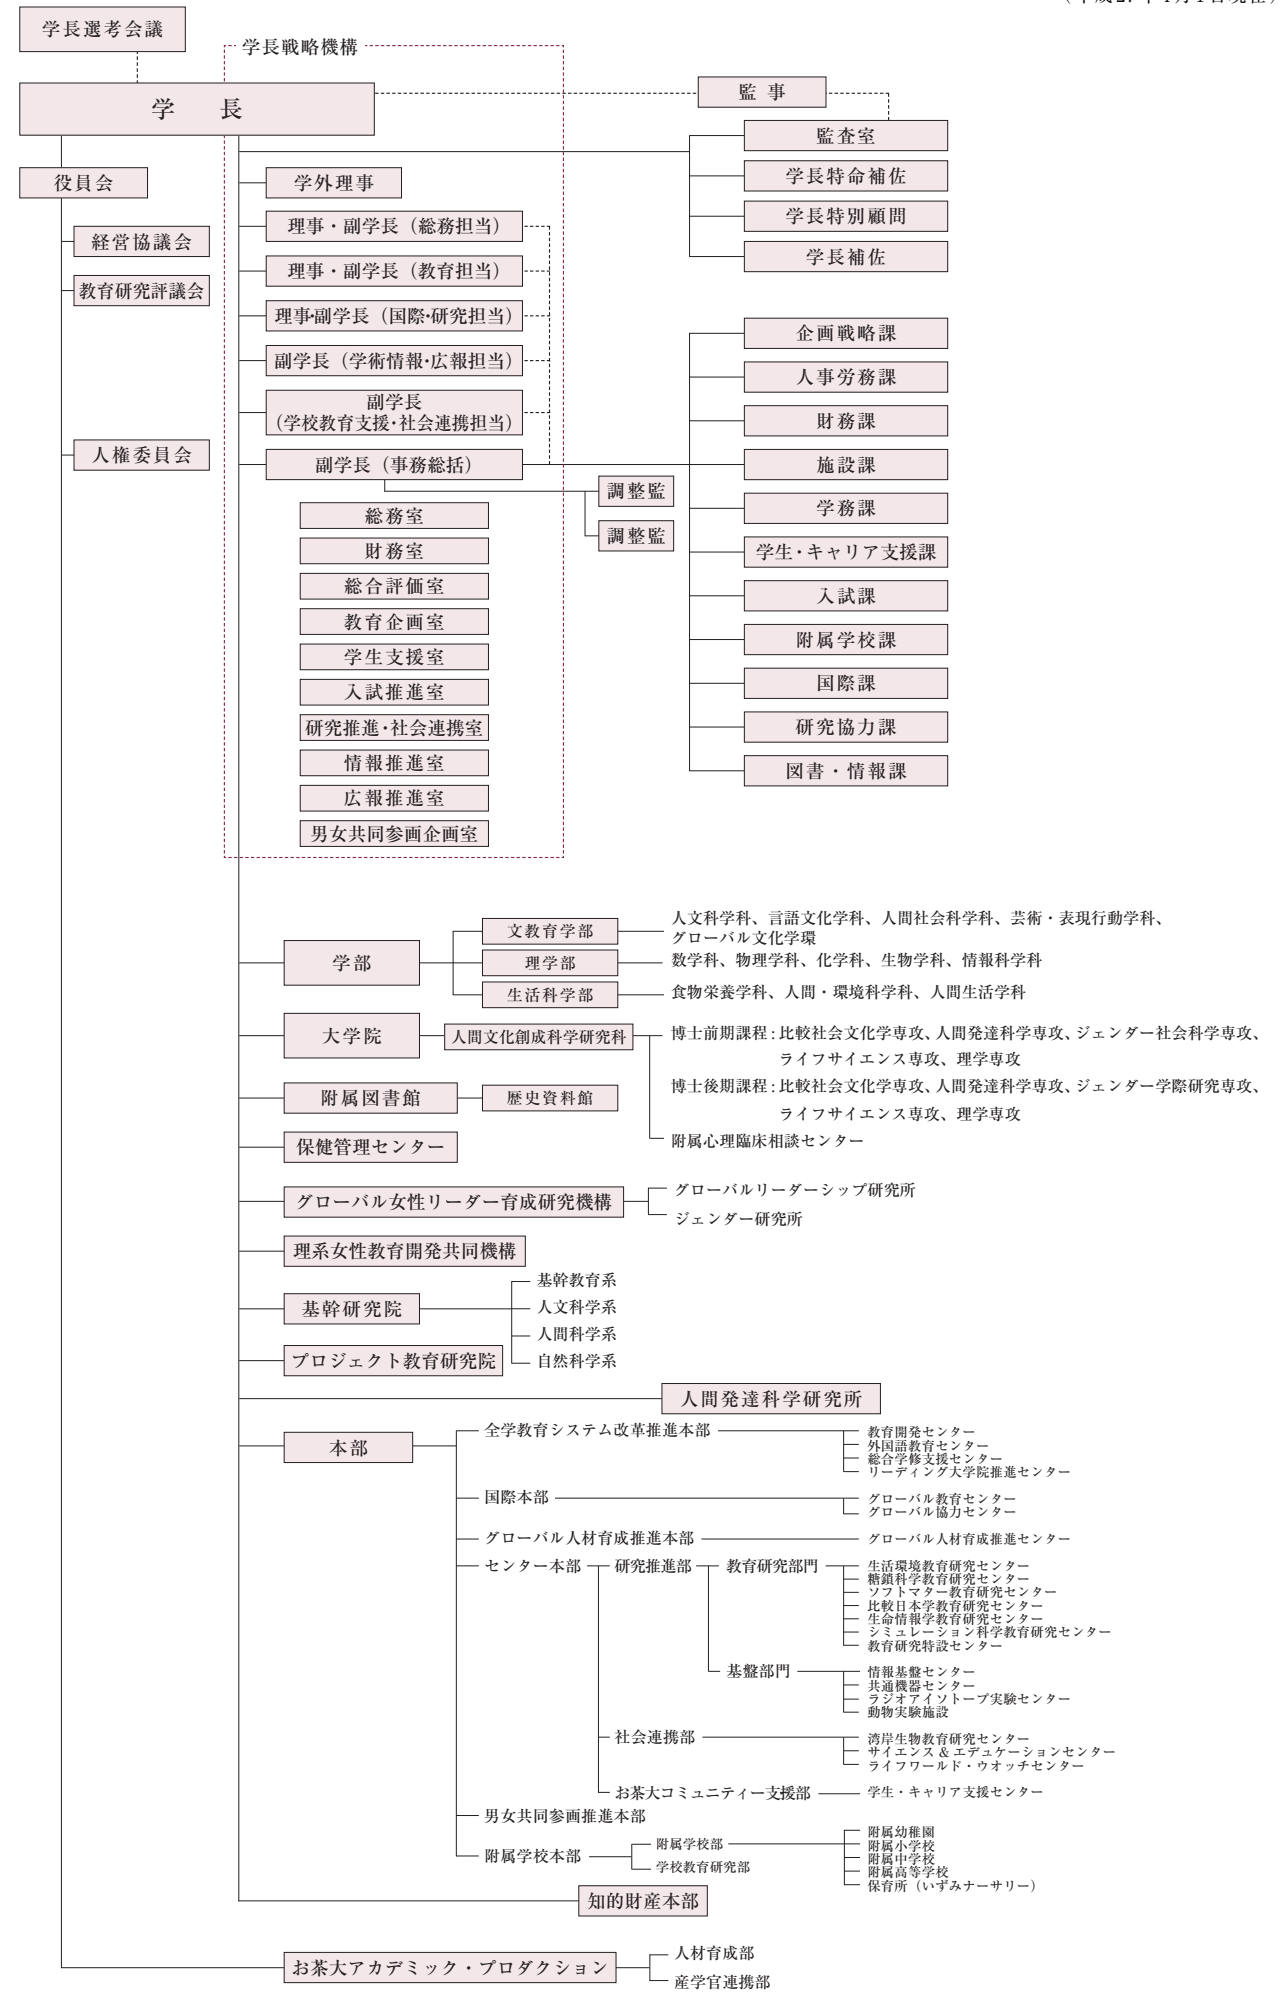 学長選考会議
学長戦略機構
学　長
監 事
監査室
学長特命補佐
学長特別顧問
学長補佐
役員会
経営協議会
教育研究評議会
人権委員会
学外理事
理事・副学長（総務担当）
理事・副学長（教育担当）
理事・副学長（国際・研究担当）
副学長（学術情報・広報担当）
副学長
（学校教育支援・社会連携担当）
副学長（事務総括）
調整監
調整監
総務室
財務室
総合評価室
教育企画室
学生支援室
入試推進室
研究推進・社会連携室
情報推進室
広報推進室
男女共同参画企画室
企画戦略課
人事労務課
財務課
施設課
学務課
学生・キャリア支援課
入試課
附属学校課
国際課
研究協力課
図書・情報課
学部
文教育学部
人文科学科、言語文化学科、人間社会科学科、芸術・表現行動学科、
グローバル文化学環
理学部
数学科、物理学科、化学科、生物学科、情報科学科
生活科学部
食物栄養学科、人間・環境科学科、人間生活学科
大学院
人間文化創成科学研究科
博士前期課程：比較社会文化学専攻、人間発達科学専攻、ジェンダー社会科学専攻、
ライフサイエンス専攻、理学専攻
博士後期課程：比較社会文化学専攻、人間発達科学専攻、ジェンダー学際研究専攻、
ライフサイエンス専攻、理学専攻
附属心理臨床相談センター
附属図書館
歴史資料館
保健管理センター
グローバル女性リーダー育成研究機構
グローバルリーダーシップ研究所
ジェンダー研究所
理系女性教育開発共同機構
基幹研究院
基幹教育系
人文科学系
人間科学系
自然科学系
プロジェクト教育研究院
人間発達科学研究所
本部
全学教育システム改革推進本部
教育開発センター
外国語教育センター
総合学修支援センター
リーディング大学院推進センター
国際本部
グローバル教育センター
グローバル協力センター
グローバル人材育成推進本部
グローバル人材育成推進センター
センター本部
研究推進部
教育研究部門
生活環境教育研究センター
糖鎖科学教育研究センター
ソフトマター教育研究センター
比較日本学教育研究センター
生命情報学教育研究センター
シミュレーション科学教育研究センター
教育研究特設センター
基盤部門
情報基盤センター
共通機器センター
ラジオアイソトープ実験センター
動物実験施設
社会連携部
湾岸生物教育研究センター
サイエンス & エデュケーションセンター
ライフワールド・ウオッチセンター
お茶大コミュニティー支援部
学生・キャリア支援センター
男女共同参画推進本部
附属学校本部
附属学校部
学校教育研究部
附属幼稚園
附属小学校
附属中学校
附属高等学校
保育所（いずみナーサリー）
知的財産本部
お茶大アカデミック・プロダクション
人材育成部
産学官連携部